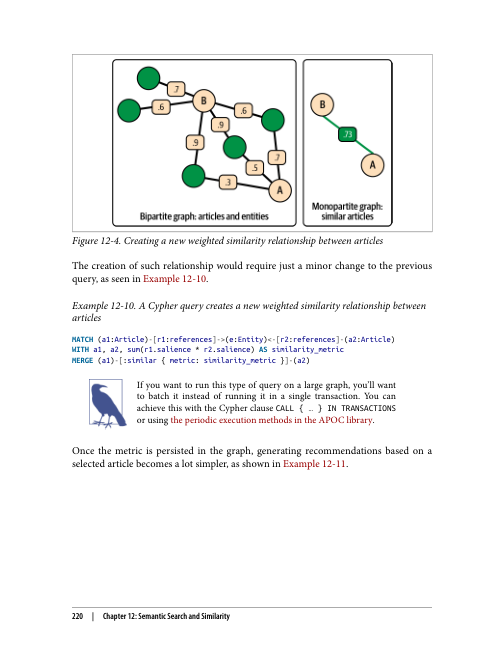 .7
B
.6
.6
.9
.9
.7
.5
.3
A
Bipartite graph: articles and entities
B
.73
A
Monopartite graph:
similar articles
Figure 12-4. Creating a new weighted similarity relationship between articles
The creation of such relationship would require just a minor change to the previous
query, as seen in Example 12-10.
Example 12-10. A Cypher query creates a new weighted similarity relationship between
articles
MATCH (a1:Article)-[r1:references]->(e:Entity)<-[r2:references]-(a2:Article)
WITH a1, a2, sum(r1.salience * r2.salience) AS similarity_metric
MERGE (a1)-[:similar { metric: similarity_metric }]-(a2)
If you want to run this type of query on a large graph, you'll want
to batch it instead of running it in a single transaction. You can
achieve this with the Cypher clause CALL { … } IN TRANSACTIONS
or using the periodic execution methods in the APOC library.
Once the metric is persisted in the graph, generating recommendations based on a
selected article becomes a lot simpler, as shown in Example 12-11.
220 | Chapter 12: Semantic Search and Similarity